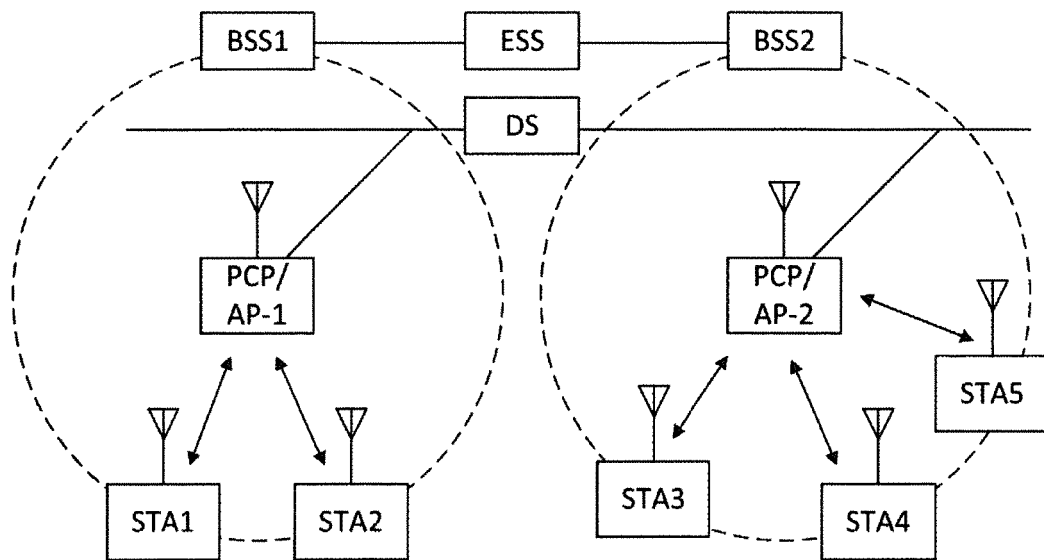 BSS1
ESS
BSS2
DS
PCP/
AP-1
PCP/
AP-2
STA5
STA3
STA1
STA2
STA4